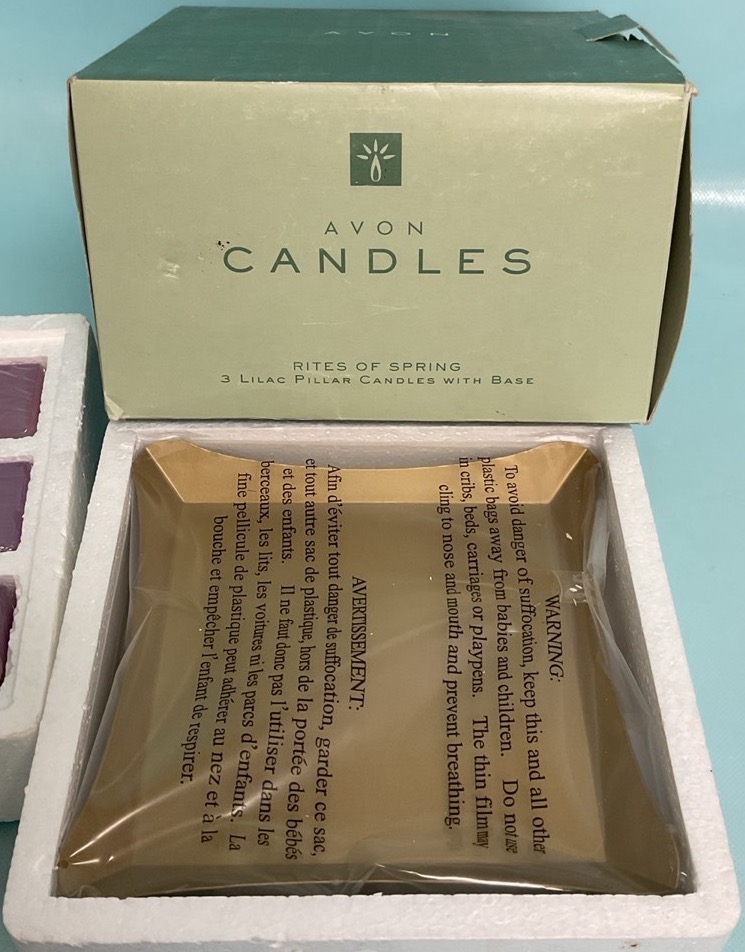 AVON
AVON
CANDLES
RITES OF SPRING
3 LILAC PILLAR CANDLES WITH BASE
WARNING:
To avoid danger of suffocation, keep this and all other
plastic bags away from babies and children. Do not use
in cribs, beds, carriages or playpens. The thin film may
cling to nose and mouth and prevent breathing.
AVERTISSEMENT:
Afin d'éviter tout danger de suffocation, garder ce sac,
et tout autre sac de plastique, hors de la portée des bébés
et des enfants. Il ne faut donc pas l'utiliser dans les
berceaux, les lits, les voitures ni les parcs d'enfants. La
fine pellicule de plastique peut adhérer au nez et à la
bouche et empêcher l'enfant de respirer.